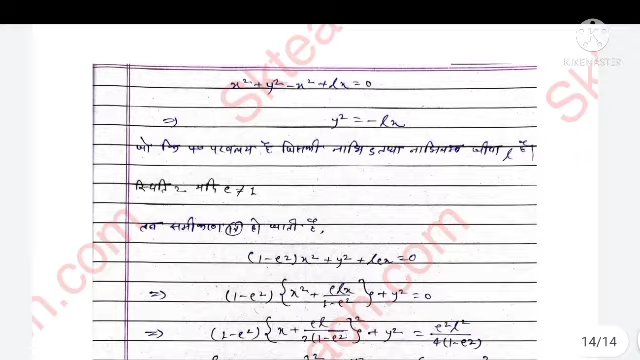 KINEMASTER
x² + y² - x² + lx = 0
⇒ y² = -lx
जो कि एक परवलय है जिसकी नाभि S तथा नाभिलम्ब जीवा l है।
स्थिति 2 यदि e ≠ 1
तब समीकरण (IV) हो जाती है,
(1-e²)x² + y² + lex = 0
⇒ (1-e²) { x² + elx/1-e² } + y² = 0
⇒ (1-e²) { x + el/2(1-e²) }² + y² = e²l²/4(1-e²)
14/14